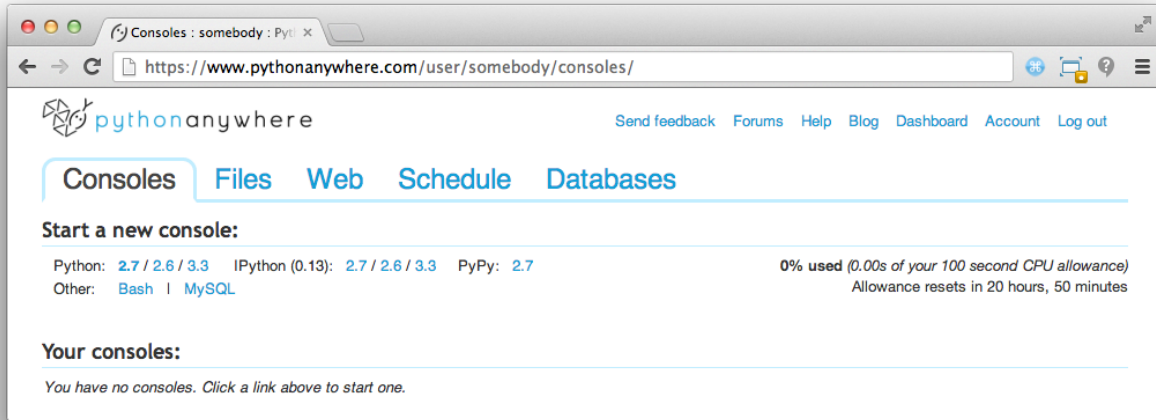 Consoles : somebody : Pyt
https://www.pythonanywhere.com/user/somebody/consoles/
pythonanywhere
Send feedback Forums Help Blog Dashboard Account Log out
Consoles Files Web Schedule Databases
Start a new console:
Python: 2.7 / 2.6 / 3.3 IPython (0.13): 2.7 / 2.6 / 3.3 PyPy: 2.7
0% used (0.00s of your 100 second CPU allowance)
Other: Bash | MySQL
Allowance resets in 20 hours, 50 minutes
Your consoles:
You have no consoles. Click a link above to start one.